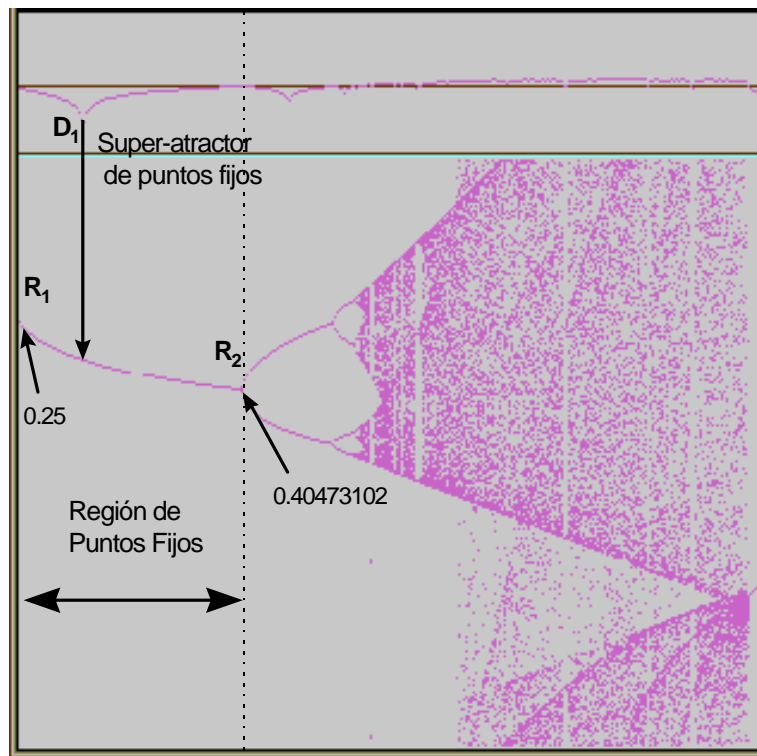 D1
Super-atractor
de puntos fijos
R1
R2
0.25
0.40473102
Región de
Puntos Fijos